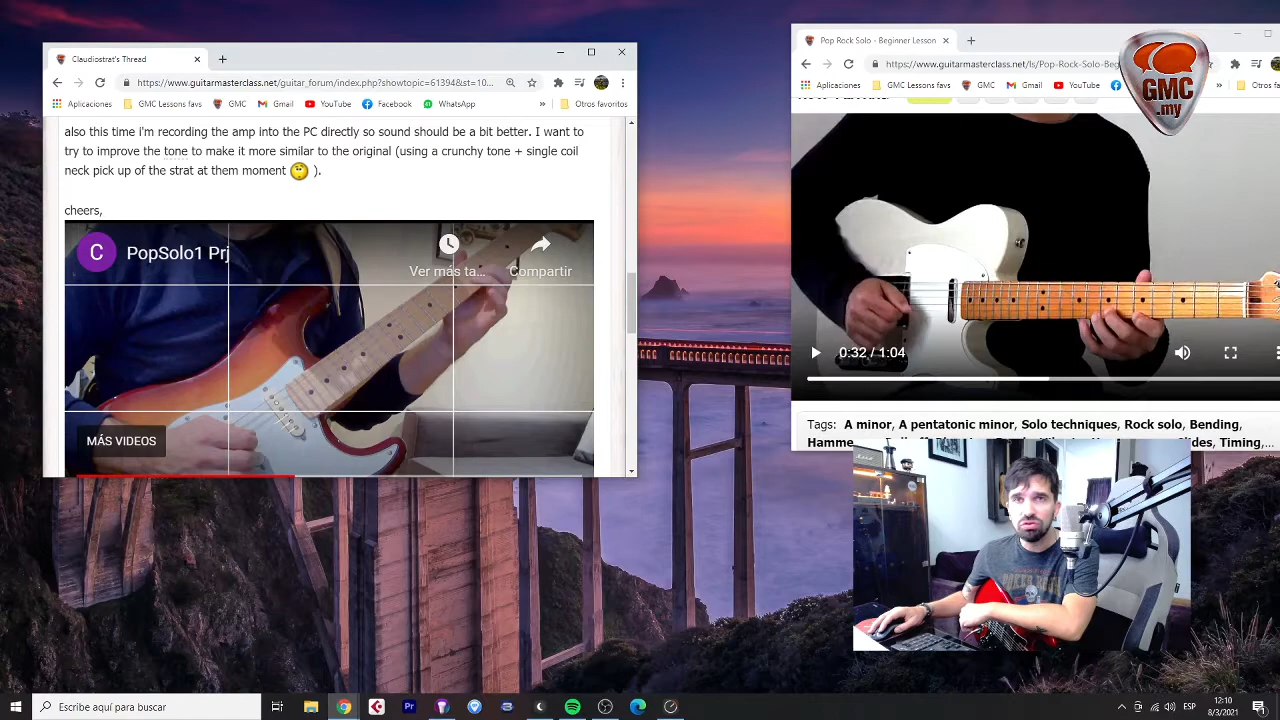 Claudiostrat's Thread
https://www.guitarmasterclass.net/guitar_forum/index.php?showtopic=61394&st=10...
Aplicaciones
GMC Lessons favs
GMC
Gmail
YouTube
Facebook
WhatsApp
»
Otros favoritos
also this time i'm recording the amp into the PC directly so sound should be a bit better. I want to
try to improve the tone to make it more similar to the original (using a crunchy tone + single coil
neck pick up of the strat at them moment ).
cheers,
C
PopSolo1 Prj
Ver más ta...
Compartir
MÁS VIDEOS
Pop Rock Solo - Beginner Lesson
https://www.guitarmasterclass.net/ls/Pop-Rock-Solo-Beg
Aplicaciones
GMC Lessons favs
GMC
Gmail
YouTube
»
Otros fa
GMC
.my
0:32 / 1:04
Tags: A minor, A pentatonic minor, Solo techniques, Rock solo, Bending,
Hamme
Slides, Timing,...
Escribe aquí para buscar
ESP
12:10
8/3/2021